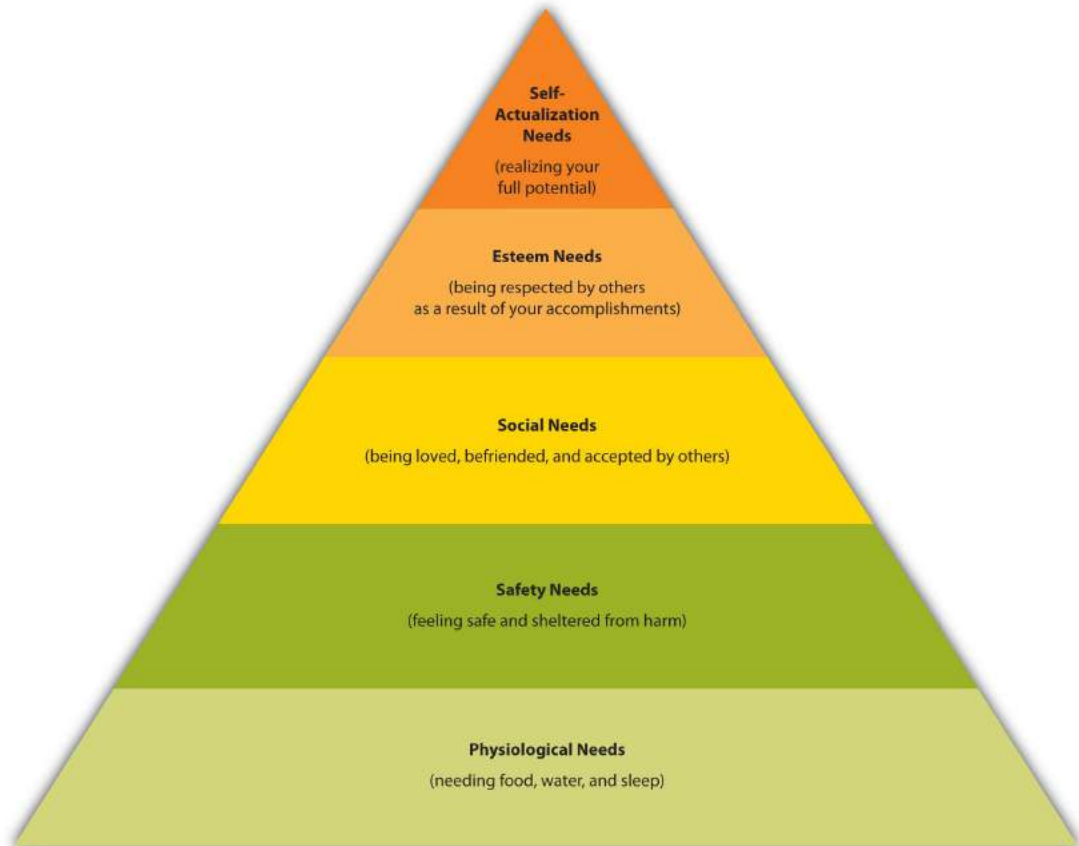 Self-
Actualization
Needs
(realizing your
full potential)
Esteem Needs
(being respected by others
as a result of your accomplishments)
Social Needs
(being loved, befriended, and accepted by others)
Safety Needs
(feeling safe and sheltered from harm)
Physiological Needs
(needing food, water, and sleep)